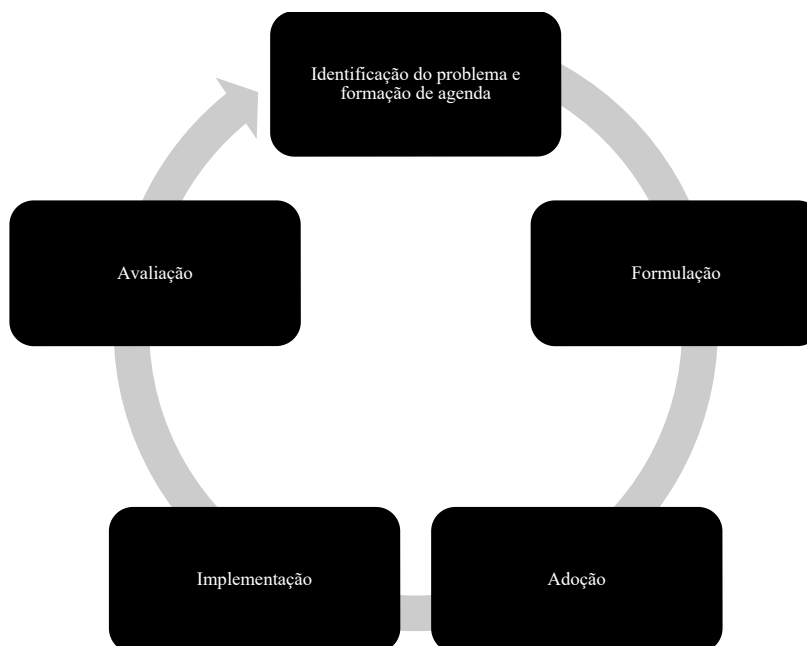 Identificação do problema e
formação de agenda
Avaliação
Formulação
Implementação
Adoção